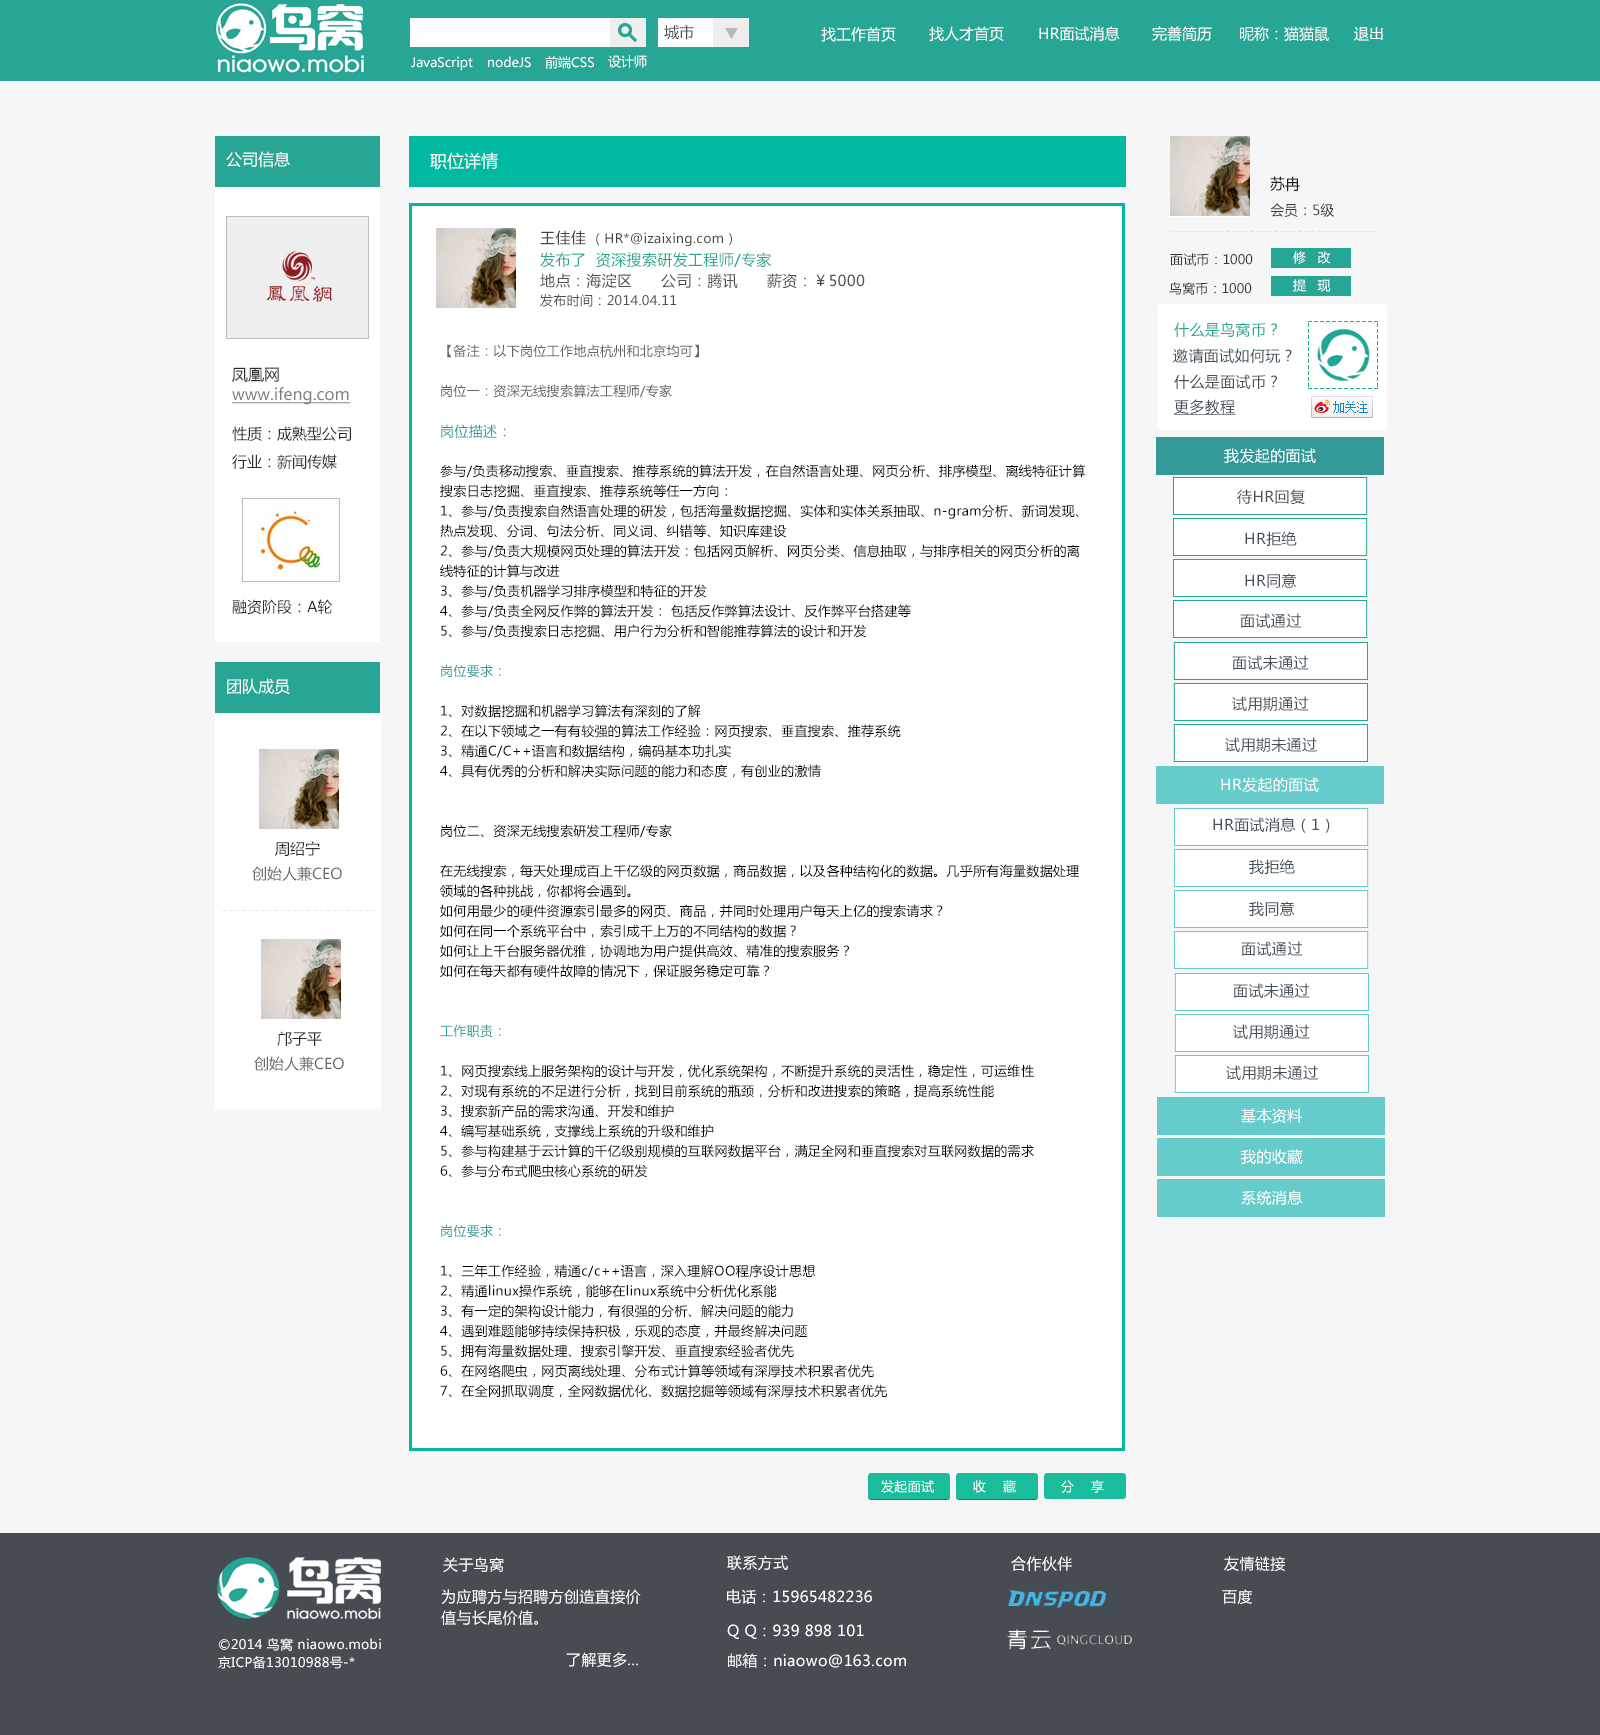 鸟窝
niaowo.mobi
城市
JavaScript nodeJS 前端CSS 设计师
找工作首页 找人才首页 HR面试消息 完善简历 昵称：猫猫鼠 退出
公司信息
鳳凰網
凤凰网
www.ifeng.com
性质：成熟型公司
行业：新闻传媒
融资阶段：A轮
团队成员
周绍宁
创始人兼CEO
邝子平
创始人兼CEO
职位详情
王佳佳（HR*@izaixing.com）
发布了 资深搜索研发工程师/专家
地点：海淀区 公司：腾讯 薪资：￥5000
发布时间：2014.04.11
【备注：以下岗位工作地点杭州和北京均可】
岗位一：资深无线搜索算法工程师/专家
岗位描述：
参与/负责移动搜索、垂直搜索、推荐系统的算法开发，在自然语言处理、网页分析、排序模型、离线特征计算
搜索日志挖掘、垂直搜索、推荐系统等任一方向：
1、参与/负责搜索自然语言处理的研发，包括海量数据挖掘、实体和实体关系抽取、n-gram分析、新词发现、
热点发现、分词、句法分析、同义词、纠错等、知识库建设
2、参与/负责大规模网页处理的算法开发：包括网页解析、网页分类、信息抽取，与排序相关的网页分析的离
线特征的计算与改进
3、参与/负责机器学习排序模型和特征的开发
4、参与/负责全网反作弊的算法开发： 包括反作弊算法设计、反作弊平台搭建等
5、参与/负责搜索日志挖掘、用户行为分析和智能推荐算法的设计和开发
岗位要求：
1、对数据挖掘和机器学习算法有深刻的了解
2、在以下领域之一有有较强的算法工作经验：网页搜索、垂直搜索、推荐系统
3、精通C/C++语言和数据结构，编码基本功扎实
4、具有优秀的分析和解决实际问题的能力和态度，有创业的激情
岗位二、资深无线搜索研发工程师/专家
在无线搜索，每天处理成百上千亿级的网页数据，商品数据，以及各种结构化的数据。几乎所有海量数据处理
领域的各种挑战，你都将会遇到。
如何用最少的硬件资源索引最多的网页、商品，并同时处理用户每天上亿的搜索请求？
如何在同一个系统平台中，索引成千上万的不同结构的数据？
如何让上千台服务器优雅，协调地为用户提供高效、精准的搜索服务？
如何在每天都有硬件故障的情况下，保证服务稳定可靠？
工作职责：
1、网页搜索线上服务架构的设计与开发，优化系统架构，不断提升系统的灵活性，稳定性，可运维性
2、对现有系统的不足进行分析，找到目前系统的瓶颈，分析和改进搜索的策略，提高系统性能
3、搜索新产品的需求沟通、开发和维护
4、编写基础系统，支撑线上系统的升级和维护
5、参与构建基于云计算的千亿级别规模的互联网数据平台，满足全网和垂直搜索对互联网数据的需求
6、参与分布式爬虫核心系统的研发
岗位要求：
1、三年工作经验，精通c/c++语言，深入理解OO程序设计思想
2、精通linux操作系统，能够在linux系统中分析优化系能
3、有一定的架构设计能力，有很强的分析、解决问题的能力
4、遇到难题能够持续保持积极，乐观的态度，并最终解决问题
5、拥有海量数据处理、搜索引擎开发、垂直搜索经验者优先
6、在网络爬虫，网页离线处理、分布式计算等领域有深厚技术积累者优先
7、在全网抓取调度，全网数据优化、数据挖掘等领域有深厚技术积累者优先
发起面试 收 藏 分 享
苏冉
会员：5级
面试币：1000 修 改
鸟窝币：1000 提 现
什么是鸟窝币？
邀请面试如何玩？
什么是面试币？
更多教程
加关注
我发起的面试
待HR回复
HR拒绝
HR同意
面试通过
面试未通过
试用期通过
试用期未通过
HR发起的面试
HR面试消息（1）
我拒绝
我同意
面试通过
面试未通过
试用期通过
试用期未通过
基本资料
我的收藏
系统消息
鸟窝
niaowo.mobi
©2014 鸟窝 niaowo.mobi
京ICP备13010988号-*
关于鸟窝
为应聘方与招聘方创造直接价
值与长尾价值。
了解更多...
联系方式
电话：15965482236
Q Q：939 898 101
邮箱：niaowo@163.com
合作伙伴
DNSPOD
青云 QINGCLOUD
友情链接
百度